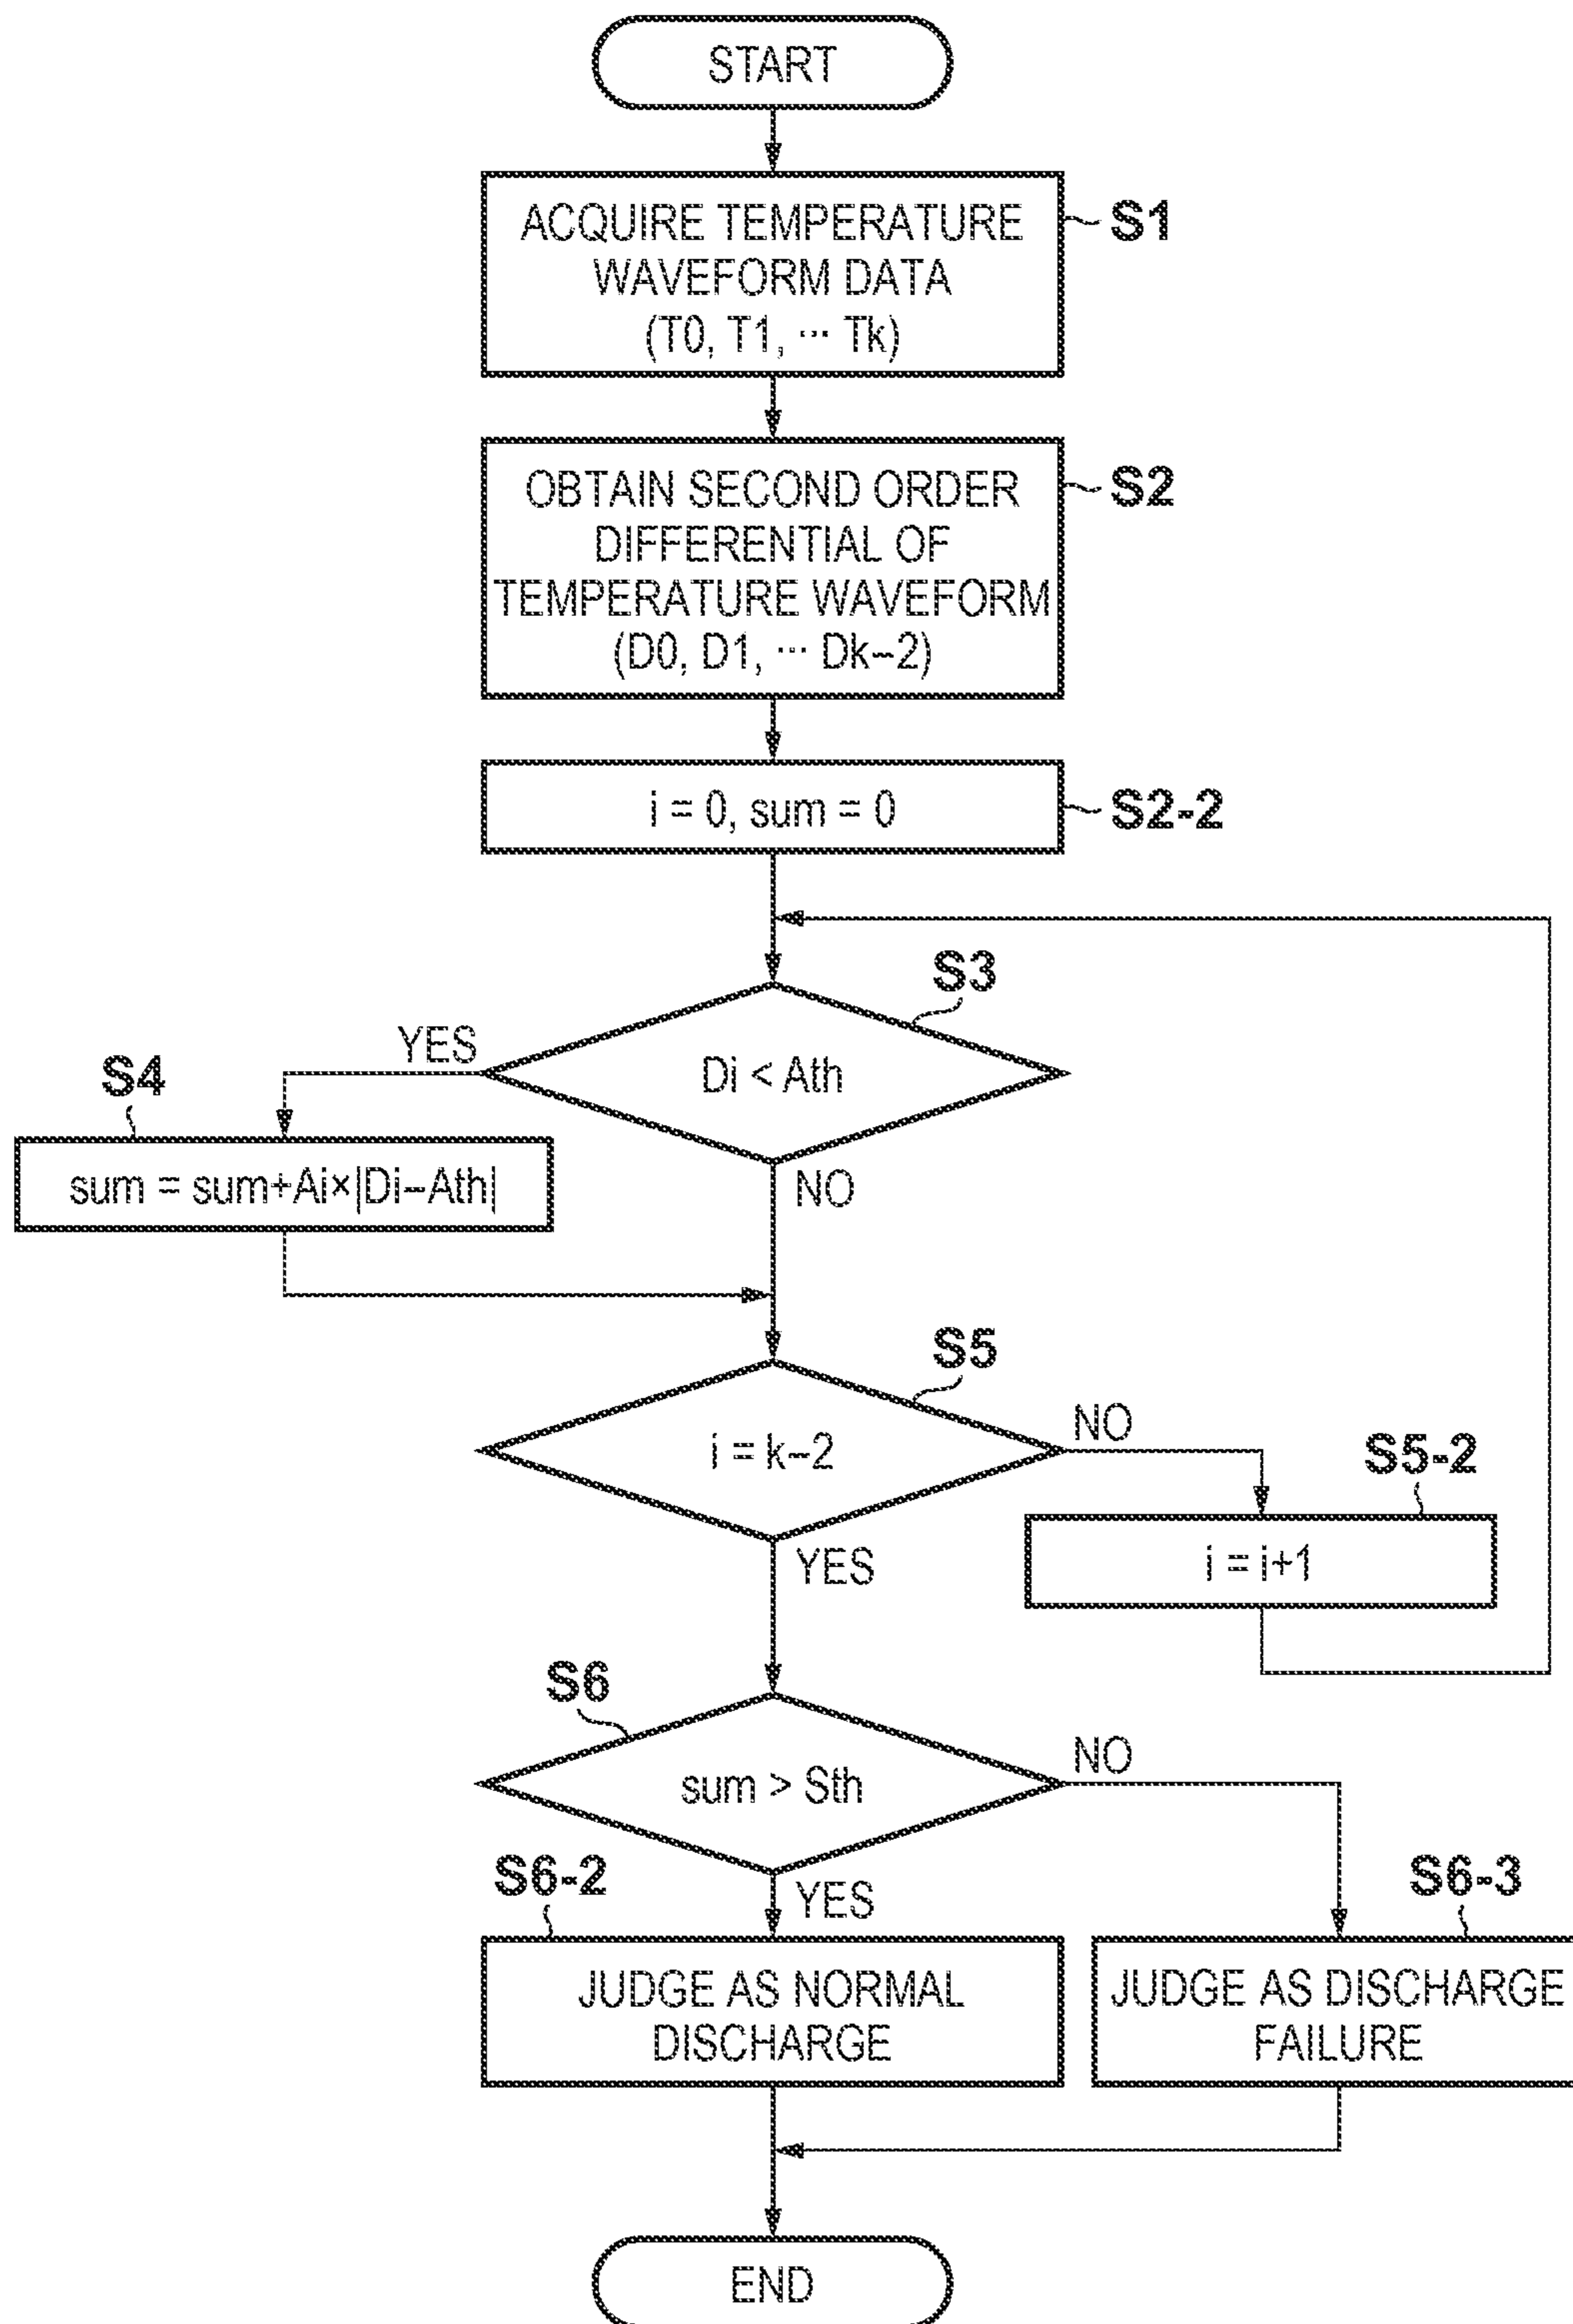 START
ACQUIRE TEMPERATURE
WAVEFORM DATA
(T0, T1, ··· Tk)
S1
OBTAIN SECOND ORDER
DIFFERENTIAL OF
TEMPERATURE WAVEFORM
(D0, D1, ··· Dk–2)
S2
i = 0, sum = 0
S2-2
S3
Di < Ath
YES
NO
S4
sum = sum+Ai×|Di–Ath|
S5
i = k–2
NO
YES
S5-2
i = i+1
S6
sum > Sth
NO
YES
S6-2
JUDGE AS NORMAL
DISCHARGE
S6-3
JUDGE AS DISCHARGE
FAILURE
END